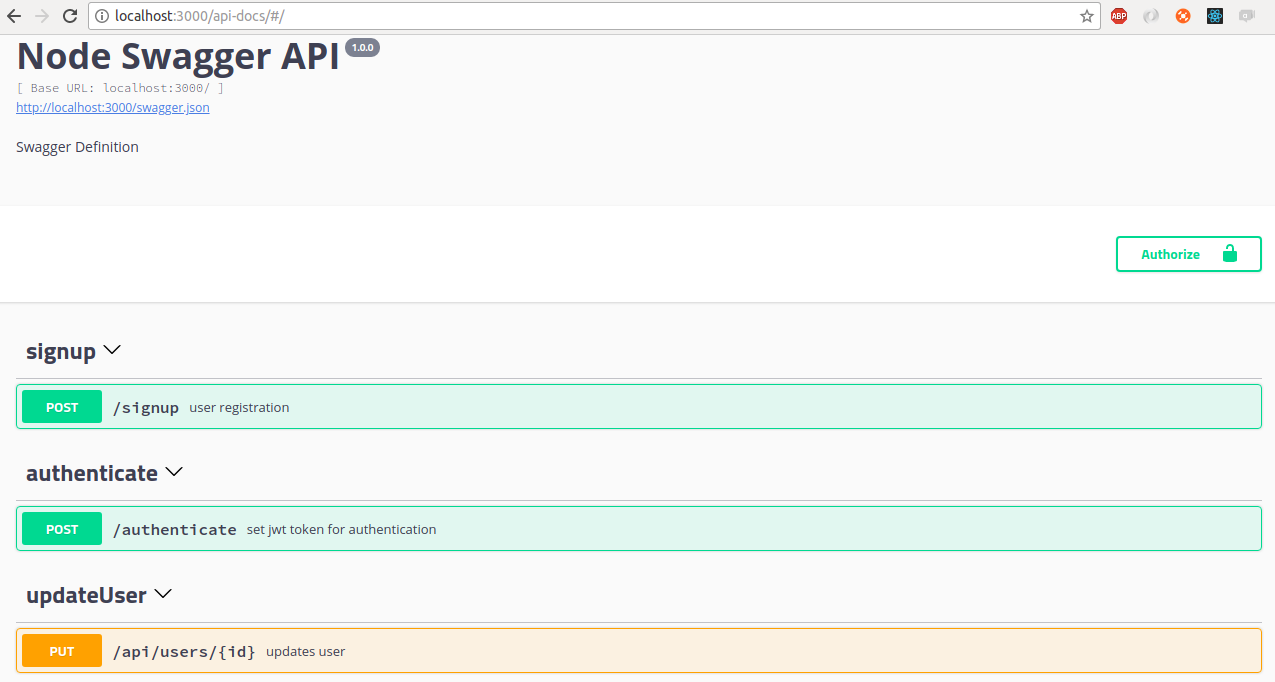 localhost:3000/api-docs/#/
ABP
Node Swagger API 1.0.0
[ Base URL: localhost:3000/ ]
http://localhost:3000/swagger.json
Swagger Definition
Authorize
signup
POST /signup user registration
authenticate
POST /authenticate set jwt token for authentication
updateUser
PUT /api/users/{id} updates user